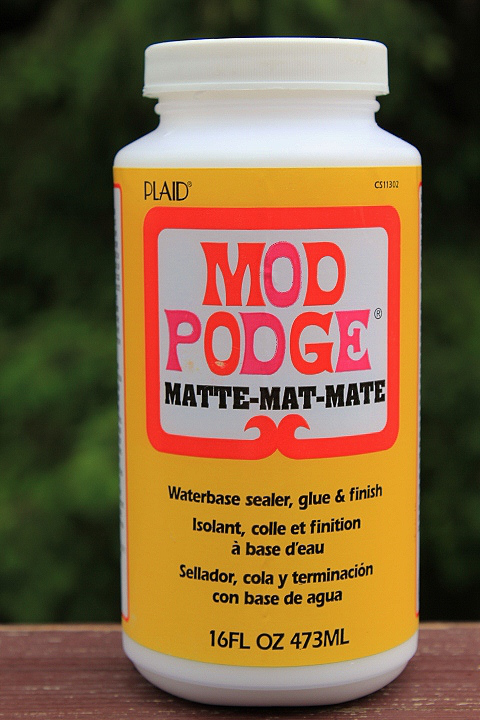 PLAID®
CS11302
MOD
PODGE®
MATTE-MAT-MATE
Waterbase sealer, glue & finish
Isolant, colle et finition
à base d'eau
Sellador, cola y terminación
con base de agua
16FL OZ 473ML